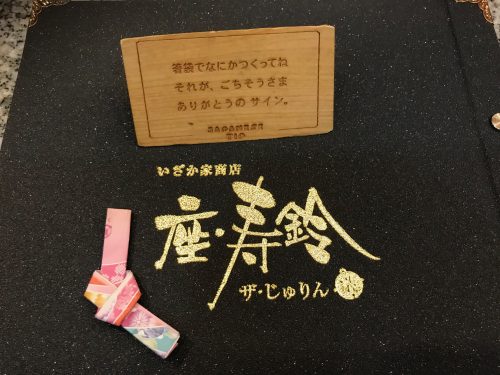 箸袋でなにかつくってね
それが、ごちそうさま
ありがとうのサイン。
JAPANESE
TIP
いざか家商店
座・寿鈴
ザ・じゅりん